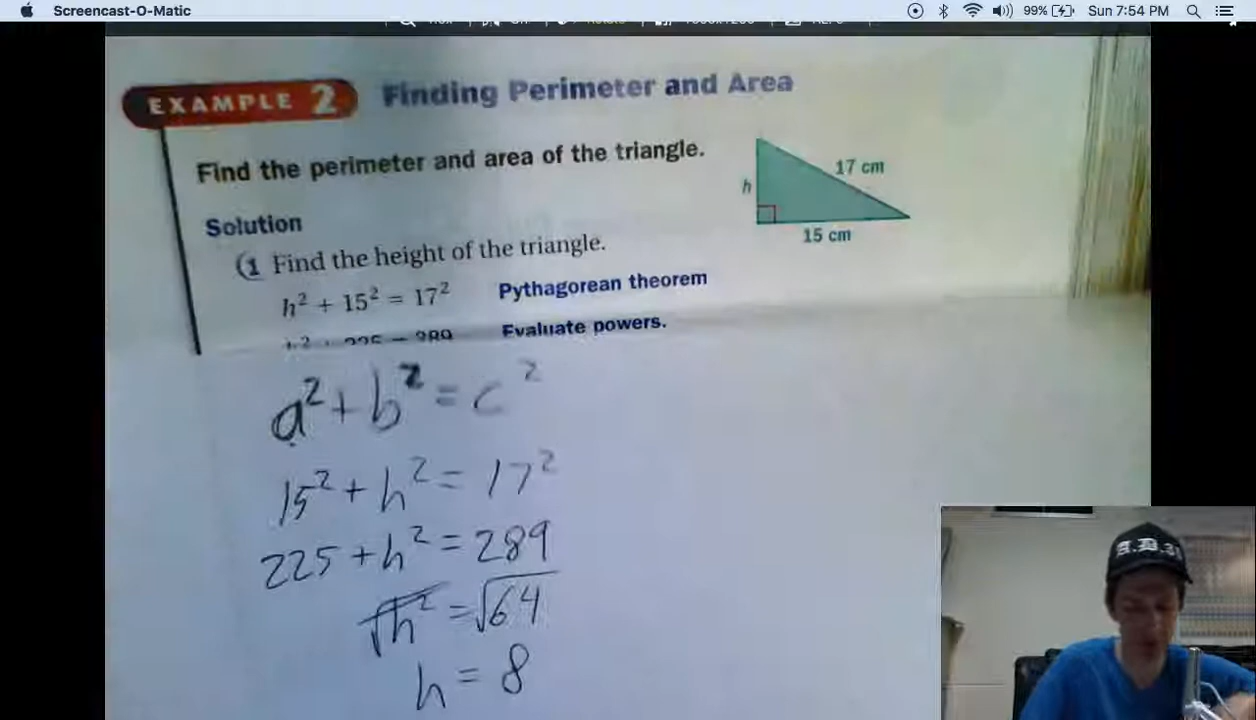 Screencast-O-Matic
99%
Sun 7:54 PM
EXAMPLE 2 Finding Perimeter and Area
Find the perimeter and area of the triangle.
h
17 cm
15 cm
Solution
(1 Find the height of the triangle.
h² + 15² = 17² Pythagorean theorem
Evaluate powers.
a² + b² = c²
15² + h² = 17²
225 + h² = 289
√h² = √64
h = 8